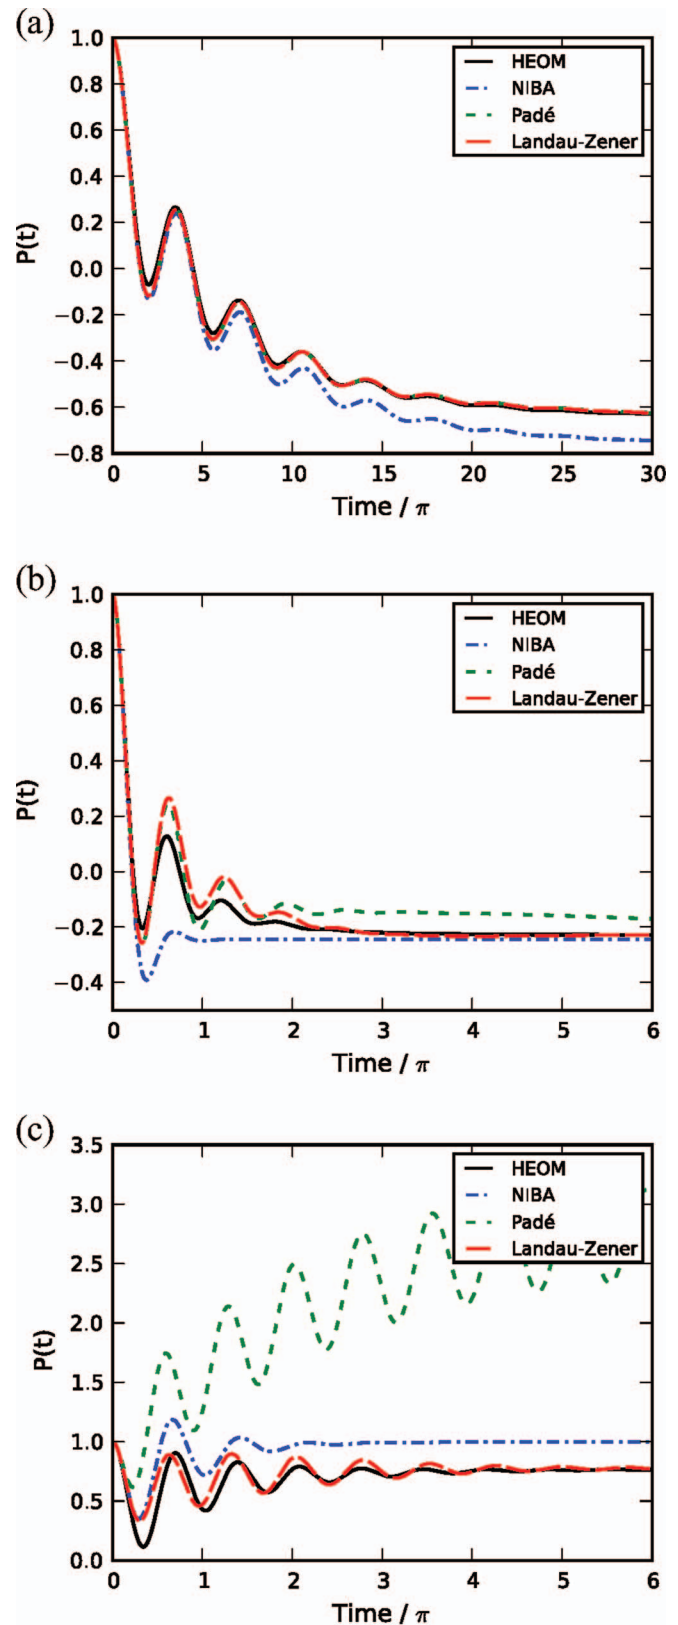 (a)
1.0
0.8
0.6
0.4
0.2
0.0
−0.2
−0.4
−0.6
−0.8
P(t)
HEOM
NIBA
Padé
Landau-Zener
0 5 10 15 20 25 30
Time / π
(b)
1.0
0.8
0.6
0.4
0.2
0.0
−0.2
−0.4
P(t)
HEOM
NIBA
Padé
Landau-Zener
0 1 2 3 4 5 6
Time / π
(c)
3.5
3.0
2.5
2.0
1.5
1.0
0.5
0.0
P(t)
HEOM
NIBA
Padé
Landau-Zener
0 1 2 3 4 5 6
Time / π